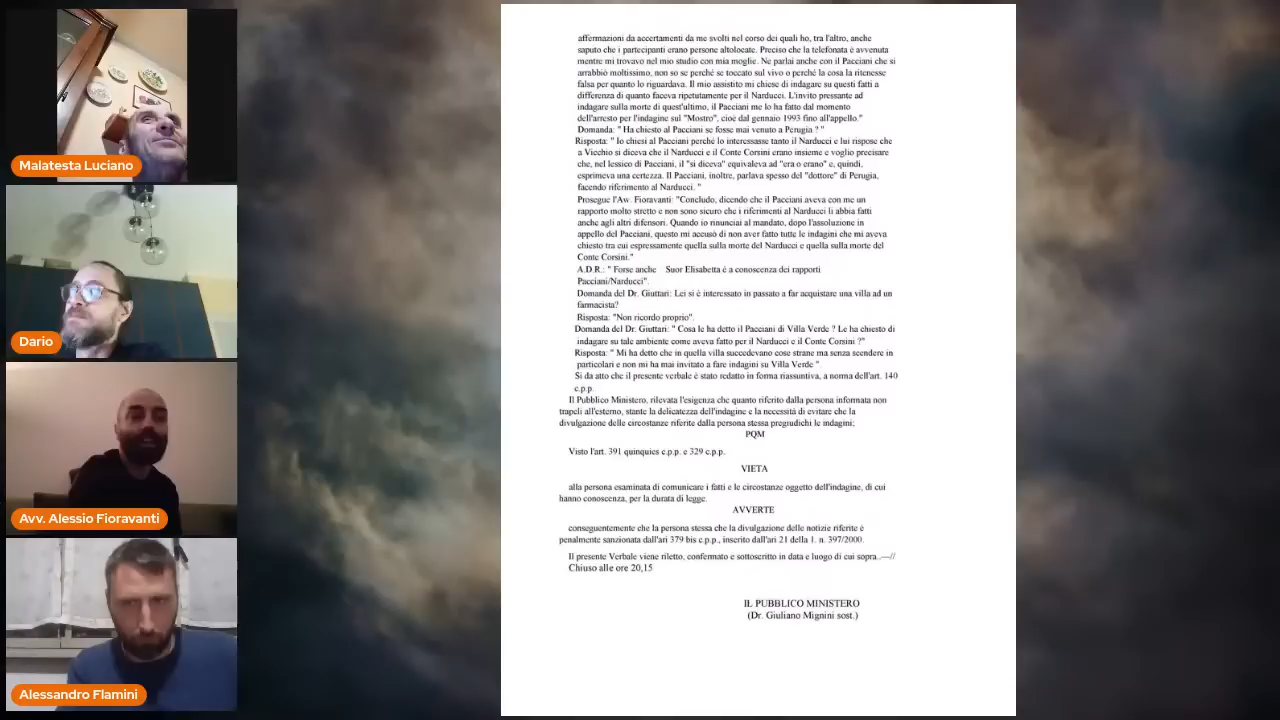 Malatesta Luciano
Dario
Avv. Alessio Fioravanti
Alessandro Flamini
affermazioni da accertamenti da me svolti nel corso dei quali ho, tra l'altro, anche
saputo che i partecipanti erano persone altolocate. Preciso che la telefonata è avvenuta
mentre mi trovavo nel mio studio con mia moglie. Ne parlai anche con il Pacciani che si
arrabbiò moltissimo, non so se perché se toccato sul vivo o perché la cosa la ritenesse
falsa per quanto lo riguardava. Il mio assistito mi chiese di indagare su questi fatti a
differenza di quanto faceva ripetutamente per il Narducci. L'invito pressante ad
indagare sulla morte di quest'ultimo, il Pacciani me lo ha fatto dal momento
dell'arresto per l'indagine sul "Mostro", cioè dal gennaio 1993 fino all'appello."
Domanda: " Ha chiesto al Pacciani se fosse mai venuto a Perugia ? "
Risposta: " Io chiesi al Pacciani perché lo interessasse tanto il Narducci e lui rispose che
a Vicchio si diceva che il Narducci e il Conte Corsini erano insieme e voglio precisare
che, nel lessico di Pacciani, il "si diceva" equivaleva ad "era o erano" e, quindi,
esprimeva una certezza. Il Pacciani, inoltre, parlava spesso del "dottore" di Perugia,
facendo riferimento al Narducci. "
Prosegue l'Aw. Fioravanti: "Concludo, dicendo che il Pacciani aveva con me un
rapporto molto stretto e non sono sicuro che i riferimenti al Narducci li abbia fatti
anche agli altri difensori. Quando io rinunciai al mandato, dopo l'assoluzione in
appello del Pacciani, questo mi accusò di non aver fatto tutte le indagini che mi aveva
chiesto tra cui espressamente quella sulla morte del Narducci e quella sulla morte del
Conte Corsini."
A.D.R.: " Forse anche Suor Elisabetta è a conoscenza dei rapporti
Pacciani/Narducci".
Domanda del Dr. Giuttari: Lei si è interessato in passato a far acquistare una villa ad un
farmacista?
Risposta: "Non ricordo proprio".
Domanda del Dr. Giuttari: " Cosa le ha detto il Pacciani di Villa Verde ? Le ha chiesto di
indagare su tale ambiente come aveva fatto per il Narducci e il Conte Corsini ?"
Risposta: " Mi ha detto che in quella villa succedevano cose strane ma senza scendere in
particolari e non mi ha mai invitato a fare indagini su Villa Verde "
Si da atto che il presente verbale è stato redatto in forma riassuntiva, a norma dell'art. 140
c.p.p.
Il Pubblico Ministero, rilevata l'esigenza che quanto riferito dalla persona informata non
trapeli all'esterno, stante la delicatezza dell'indagine e la necessità di evitare che la
divulgazione delle circostanze riferite dalla persona stessa pregiudichi le indagini;
PQM
Visto l'art. 391 quinquies c.p.p. e 329 c.p.p.
VIETA
alla persona esaminata di comunicare i fatti e le circostanze oggetto dell'indagine, di cui
hanno conoscenza, per la durata di legge.
AVVERTE
conseguentemente che la persona stessa che la divulgazione delle notizie riferite è
penalmente sanzionata dall'ari 379 bis c.p.p., inserito dall'ari 21 della 1. n. 397/2000.
Il presente Verbale viene riletto, confermato e sottoscritto in data e luogo di cui sopra..—//
Chiuso alle ore 20,15
IL PUBBLICO MINISTERO
(Dr. Giuliano Mignini sost.)